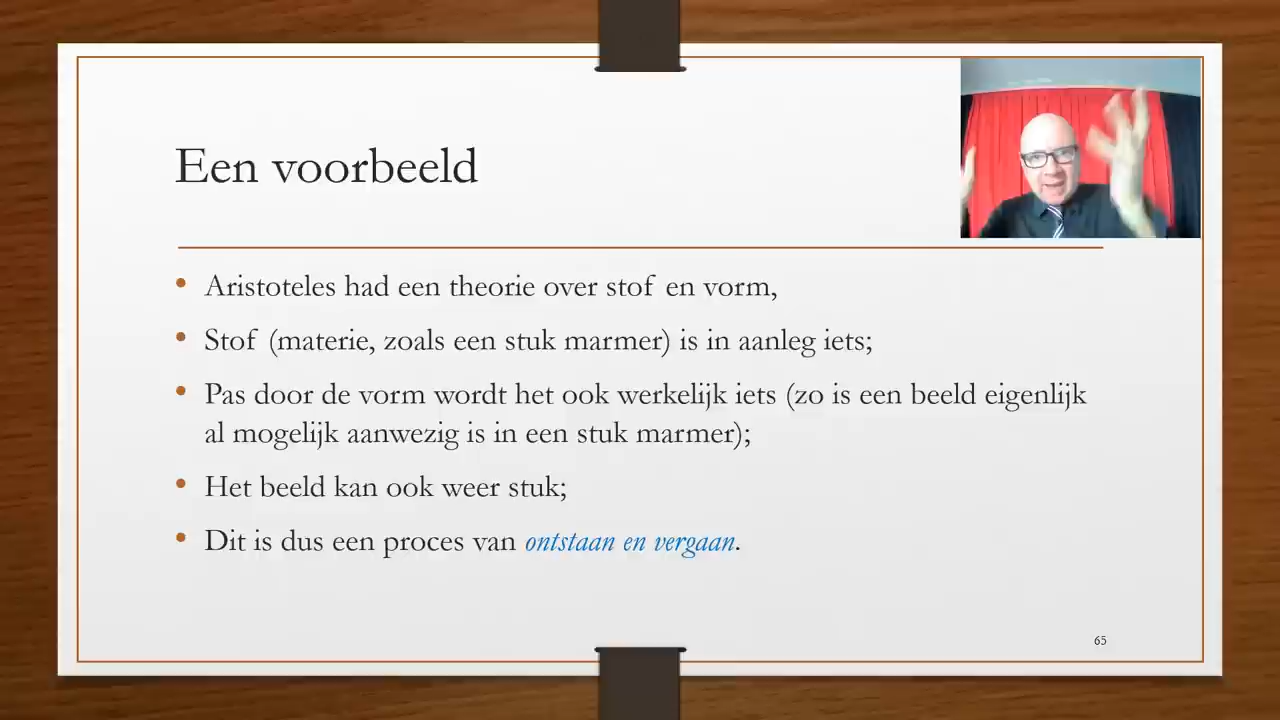 Een voorbeeld
• Aristoteles had een theorie over stof en vorm,
• Stof (materie, zoals een stuk marmer) is in aanleg iets;
• Pas door de vorm wordt het ook werkelijk iets (zo is een beeld eigenlijk
al mogelijk aanwezig is in een stuk marmer);
• Het beeld kan ook weer stuk;
• Dit is dus een proces van ontstaan en vergaan.
65